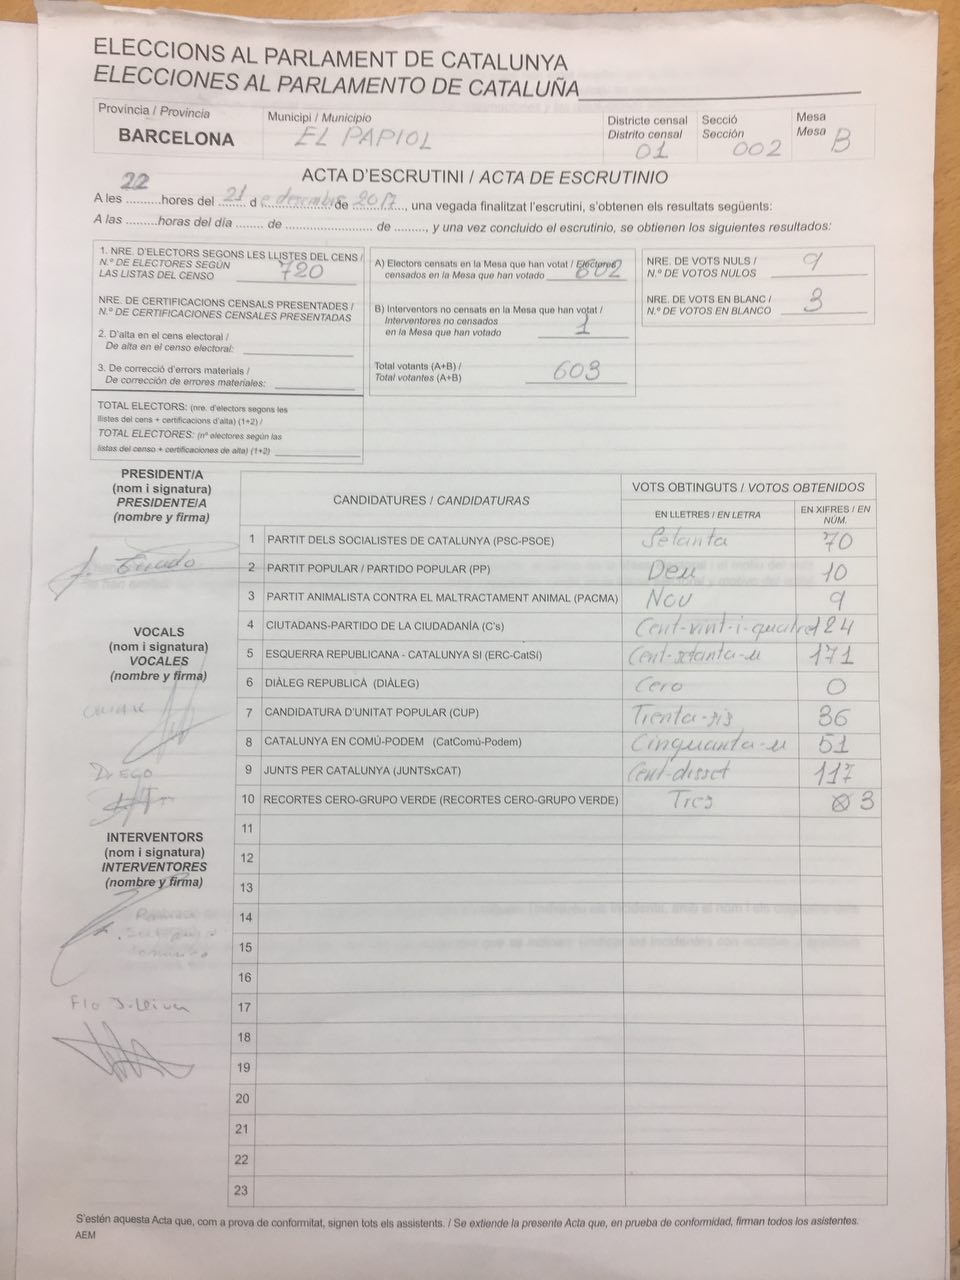 ELECCIONS AL PARLAMENT DE CATALUNYA
ELECCIONES AL PARLAMENTO DE CATALUÑA
Província / Provincia
BARCELONA
Municipi / Municipio
EL PAPIOL
Districte censal
Distrito censal
01
Secció
Sección
002
Mesa
Mesa
B
ACTA D'ESCRUTINI / ACTA DE ESCRUTINIO
A les 22 hores del 21 d e desembre de 2017, una vegada finalitzat l'escrutini, s'obtenen els resultats següents:
A las .........horas del día ........ de ........................ de ........., y una vez concluido el escrutinio, se obtienen los siguientes resultados:
1. NRE. D'ELECTORS SEGONS LES LLISTES DEL CENS /
N.º DE ELECTORES SEGÚN
LAS LISTAS DEL CENSO
720
NRE. DE CERTIFICACIONS CENSALS PRESENTADES /
N.º DE CERTIFICACIONES CENSALES PRESENTADAS
2. D'alta en el cens electoral /
De alta en el censo electoral:
3. De correcció d'errors materials /
De corrección de errores materiales:
TOTAL ELECTORS: (nre. d'electors segons les
llistes del cens + certificacions d'alta) (1+2) /
TOTAL ELECTORES: (nº electores según las
listas del censo + certificaciones de alta) (1+2)
A) Electors censats en la Mesa que han votat / Electores
censados en la Mesa que han votado
602
B) Interventors no censats en la Mesa que han votat /
Interventores no censados
en la Mesa que han votado
1
Total votants (A+B) /
Total votantes (A+B)
603
NRE. DE VOTS NULS /
N.º DE VOTOS NULOS
9
NRE. DE VOTS EN BLANC /
N.º DE VOTOS EN BLANCO
3
PRESIDENT/A
(nom i signatura)
PRESIDENTE/A
(nombre y firma)
VOCALS
(nom i signatura)
VOCALES
(nombre y firma)
DIEGO
INTERVENTORS
(nom i signatura)
INTERVENTORES
(nombre y firma)
CANDIDATURES / CANDIDATURAS
VOTS OBTINGUTS / VOTOS OBTENIDOS
EN LLETRES / EN LETRA
EN XIFRES / EN NÚM.
1 PARTIT DELS SOCIALISTES DE CATALUNYA (PSC-PSOE) Setanta 70
2 PARTIT POPULAR / PARTIDO POPULAR (PP) Deu 10
3 PARTIT ANIMALISTA CONTRA EL MALTRACTAMENT ANIMAL (PACMA) Nou 9
4 CIUTADANS-PARTIDO DE LA CIUDADANÍA (C's) Cent-vint-i-quatre 124
5 ESQUERRA REPUBLICANA - CATALUNYA SI (ERC-CatSí) Cent-setanta-u 171
6 DIÀLEG REPUBLICÀ (DIÀLEG) Cero 0
7 CANDIDATURA D'UNITAT POPULAR (CUP) Trenta-sis 36
8 CATALUNYA EN COMÚ-PODEM (CatComú-Podem) Cinquanta-u 51
9 JUNTS PER CATALUNYA (JUNTSxCAT) Cent-disset 117
10 RECORTES CERO-GRUPO VERDE (RECORTES CERO-GRUPO VERDE) Tres 3
11
12
13
14
15
16
17
18
19
20
21
22
23
S'estén aquesta Acta que, com a prova de conformitat, signen tots els assistents. / Se extiende la presente Acta que, en prueba de conformidad, firman todos los asistentes.
AEM